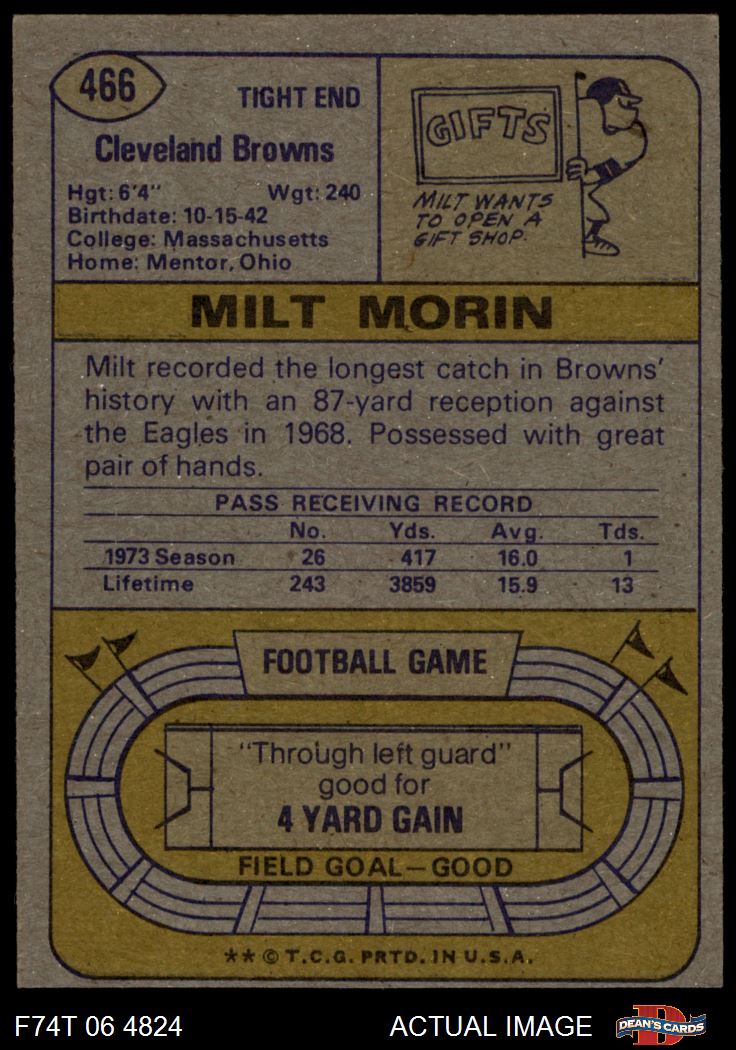 466
TIGHT END
Cleveland Browns
Hgt: 6'4" Wgt: 240
Birthdate: 10-15-42
College: Massachusetts
Home: Mentor, Ohio
GIFTS
MILT WANTS
TO OPEN A
GIFT SHOP.
MILT MORIN
Milt recorded the longest catch in Browns'
history with an 87-yard reception against
the Eagles in 1968. Possessed with great
pair of hands.
PASS RECEIVING RECORD
No. Yds. Avg. Tds.
1973 Season 26 417 16.0 1
Lifetime 243 3859 15.9 13
FOOTBALL GAME
"Through left guard"
good for
4 YARD GAIN
FIELD GOAL—GOOD
** © T.C.G. PRTD. IN U.S.A.
F74T 06 4824 ACTUAL IMAGE
D
DEAN'S CARDS